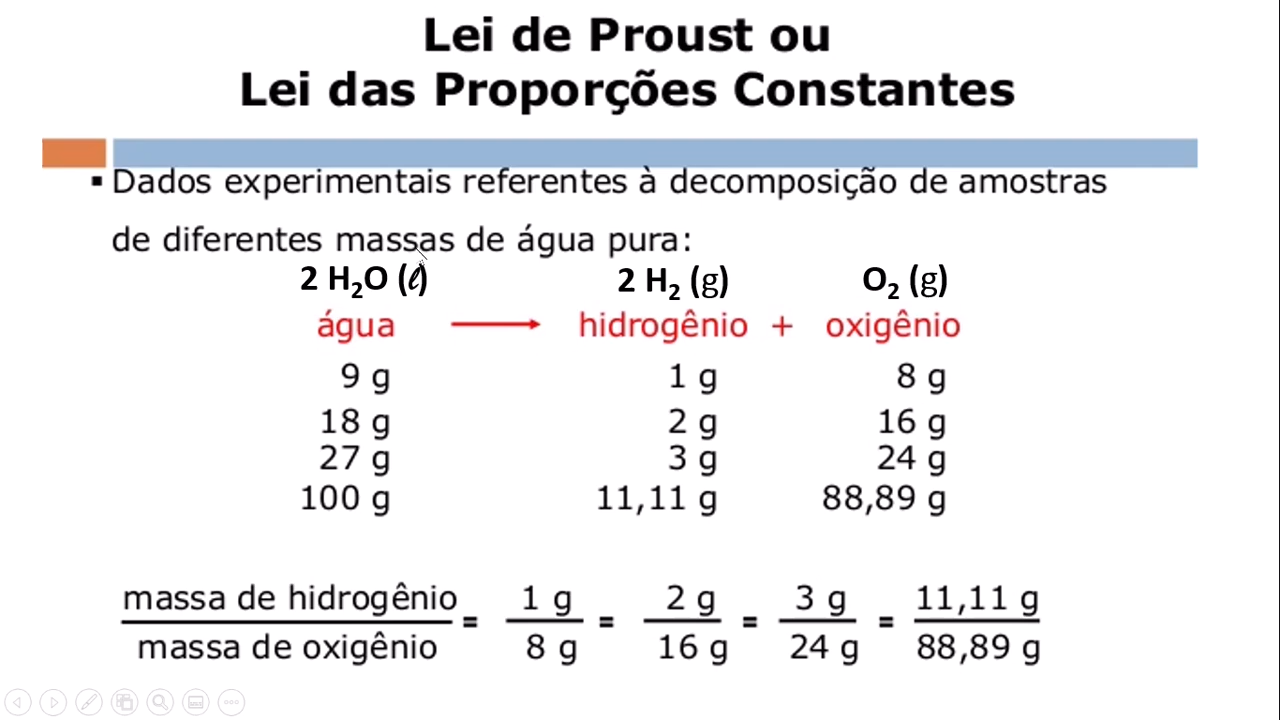 Lei de Proust ou
Lei das Proporções Constantes
▪ Dados experimentais referentes à decomposição de amostras
de diferentes massas de água pura:
2 H₂O (ℓ) 2 H₂ (g) O₂ (g)
água ⟶ hidrogênio + oxigênio
9 g 1 g 8 g
18 g 2 g 16 g
27 g 3 g 24 g
100 g 11,11 g 88,89 g
massa de hidrogênio 1 g 2 g 3 g 11,11 g
= = = =
massa de oxigênio 8 g 16 g 24 g 88,89 g